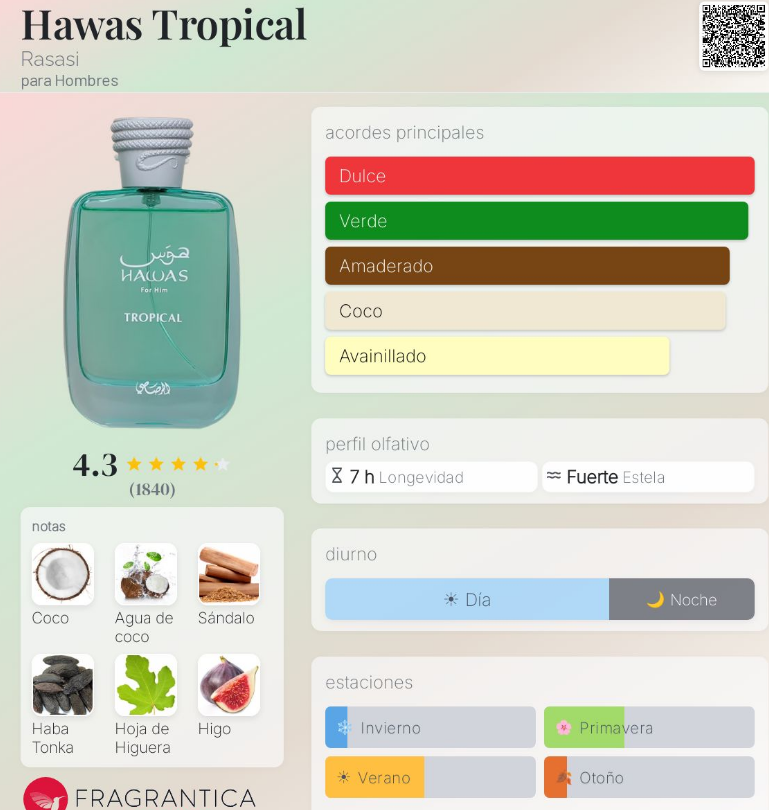 Hawas Tropical
Rasasi
para Hombres
هوس
HAWAS
For Him
TROPICAL
الرصاصي
4.3
(1840)
notas
Coco
Agua de
coco
Sándalo
Haba
Tonka
Hoja de
Higuera
Higo
FRAGRANTICA
acordes principales
Dulce
Verde
Amaderado
Coco
Avainillado
perfil olfativo
7 h Longevidad
Fuerte Estela
diurno
Día
Noche
estaciones
Invierno
Primavera
Verano
Otoño